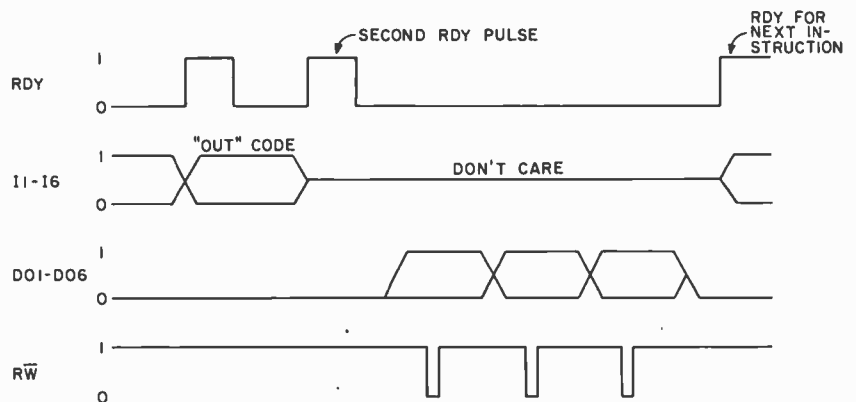 SECOND RDY PULSE
RDY FOR
NEXT IN-
STRUCTION
RDY
1
0
"OUT" CODE
DON'T CARE
I1-I6
1
0
DO1-DO6
1
0
RW̅
1
0